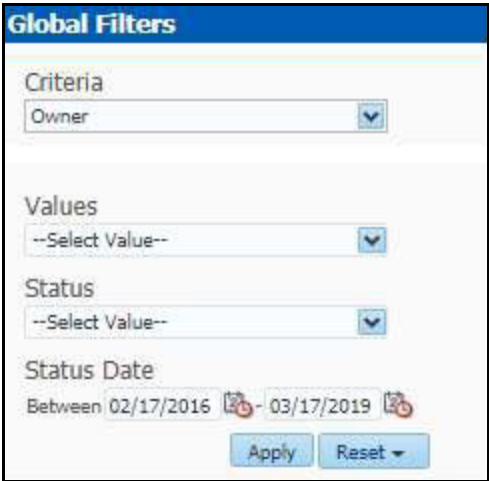 Global Filters
Criteria
Owner
Values
--Select Value--
Status
--Select Value--
Status Date
Between 02/17/2016 - 03/17/2019
Apply Reset